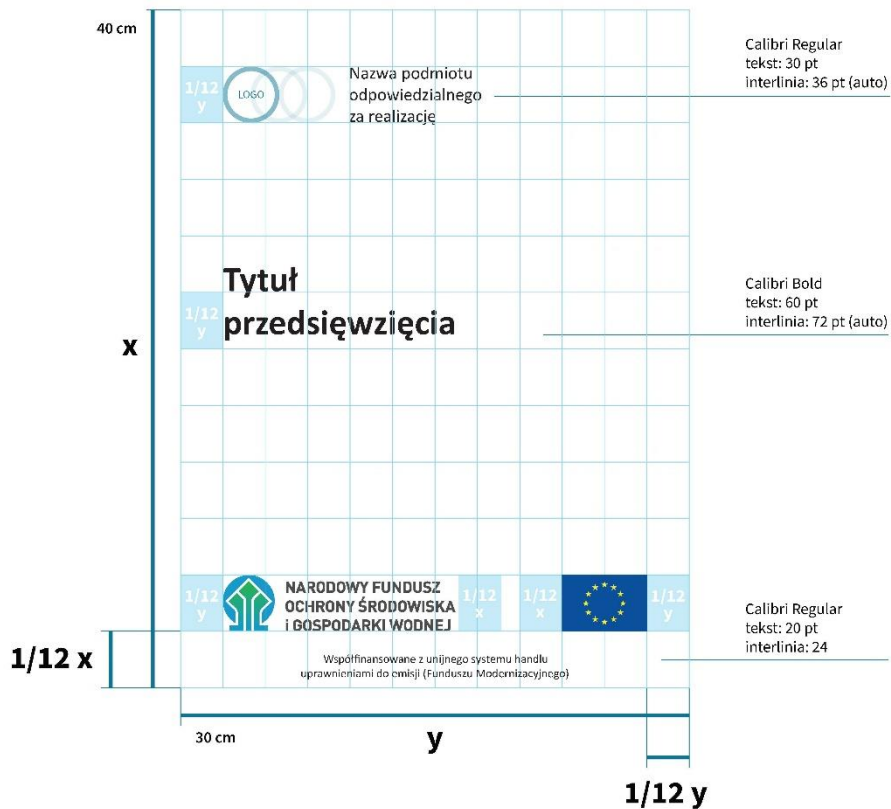 40 cm
Calibri Regular
tekst: 30 pt
interlinia: 36 pt (auto)
1/12
y
LOGO
Nazwa podmiotu
odpowiedzialnego
za realizację
Calibri Bold
tekst: 60 pt
interlinia: 72 pt (auto)
1/12
y
Tytuł
przedsięwzięcia
x
1/12
y
NARODOWY FUNDUSZ
OCHRONY ŚRODOWISKA
i GOSPODARKI WODNEJ
1/12
x
1/12
x
1/12
y
Calibri Regular
tekst: 20 pt
interlinia: 24
1/12 x
Współfinansowane z unijnego systemu handlu
uprawnieniami do emisji (Funduszu Modernizacyjnego)
30 cm
y
1/12 y